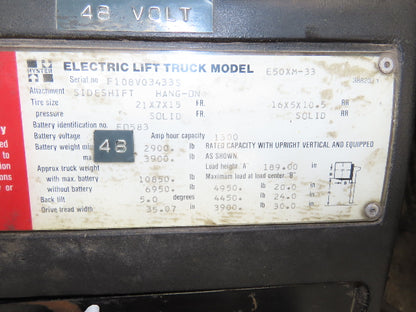 48 VOLT
HYSTER
ELECTRIC LIFT TRUCK MODEL E50XM-33
Serial no F108V03433S
Attachment SIDESHIFT HANG-ON
Tire size 21X7X15 FR. 16X5X10.5 RR
pressure SOLID FR. SOLID RR
Battery identification ED583
Battery voltage 48 Amp hour capacity 1300
Battery weight mi 2900 lb RATED CAPACITY WITH UPRIGHT VERTICAL AND EQUIPPED
ma 3900 lb AS SHOWN
Approx truck weight Load height "A" 189.00 in
with max. battery 10850 lb Maximum load at load center "B"
without battery 6950 lb 4950 lb 20.0 in
Back tilt 5.0 degrees 4450 lb 24.0 in
Drive tread width 35.07 in 3900 lb 30.0 in